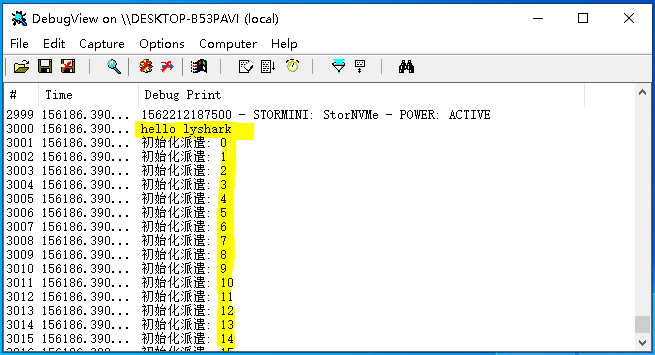 DebugView on \\DESKTOP-B53PAVI (local)
File Edit Capture Options Computer Help
# Time Debug Print
2999 156186.390... 1562212187500 - STORMINI: StorNVMe - POWER: ACTIVE
3000 156186.390... hello lyshark
3001 156186.390... 初始化派遣: 0
3002 156186.390... 初始化派遣: 1
3003 156186.390... 初始化派遣: 2
3004 156186.390... 初始化派遣: 3
3005 156186.390... 初始化派遣: 4
3006 156186.390... 初始化派遣: 5
3007 156186.390... 初始化派遣: 6
3008 156186.390... 初始化派遣: 7
3009 156186.390... 初始化派遣: 8
3010 156186.390... 初始化派遣: 9
3011 156186.390... 初始化派遣: 10
3012 156186.390... 初始化派遣: 11
3013 156186.390... 初始化派遣: 12
3014 156186.390... 初始化派遣: 13
3015 156186.390... 初始化派遣: 14